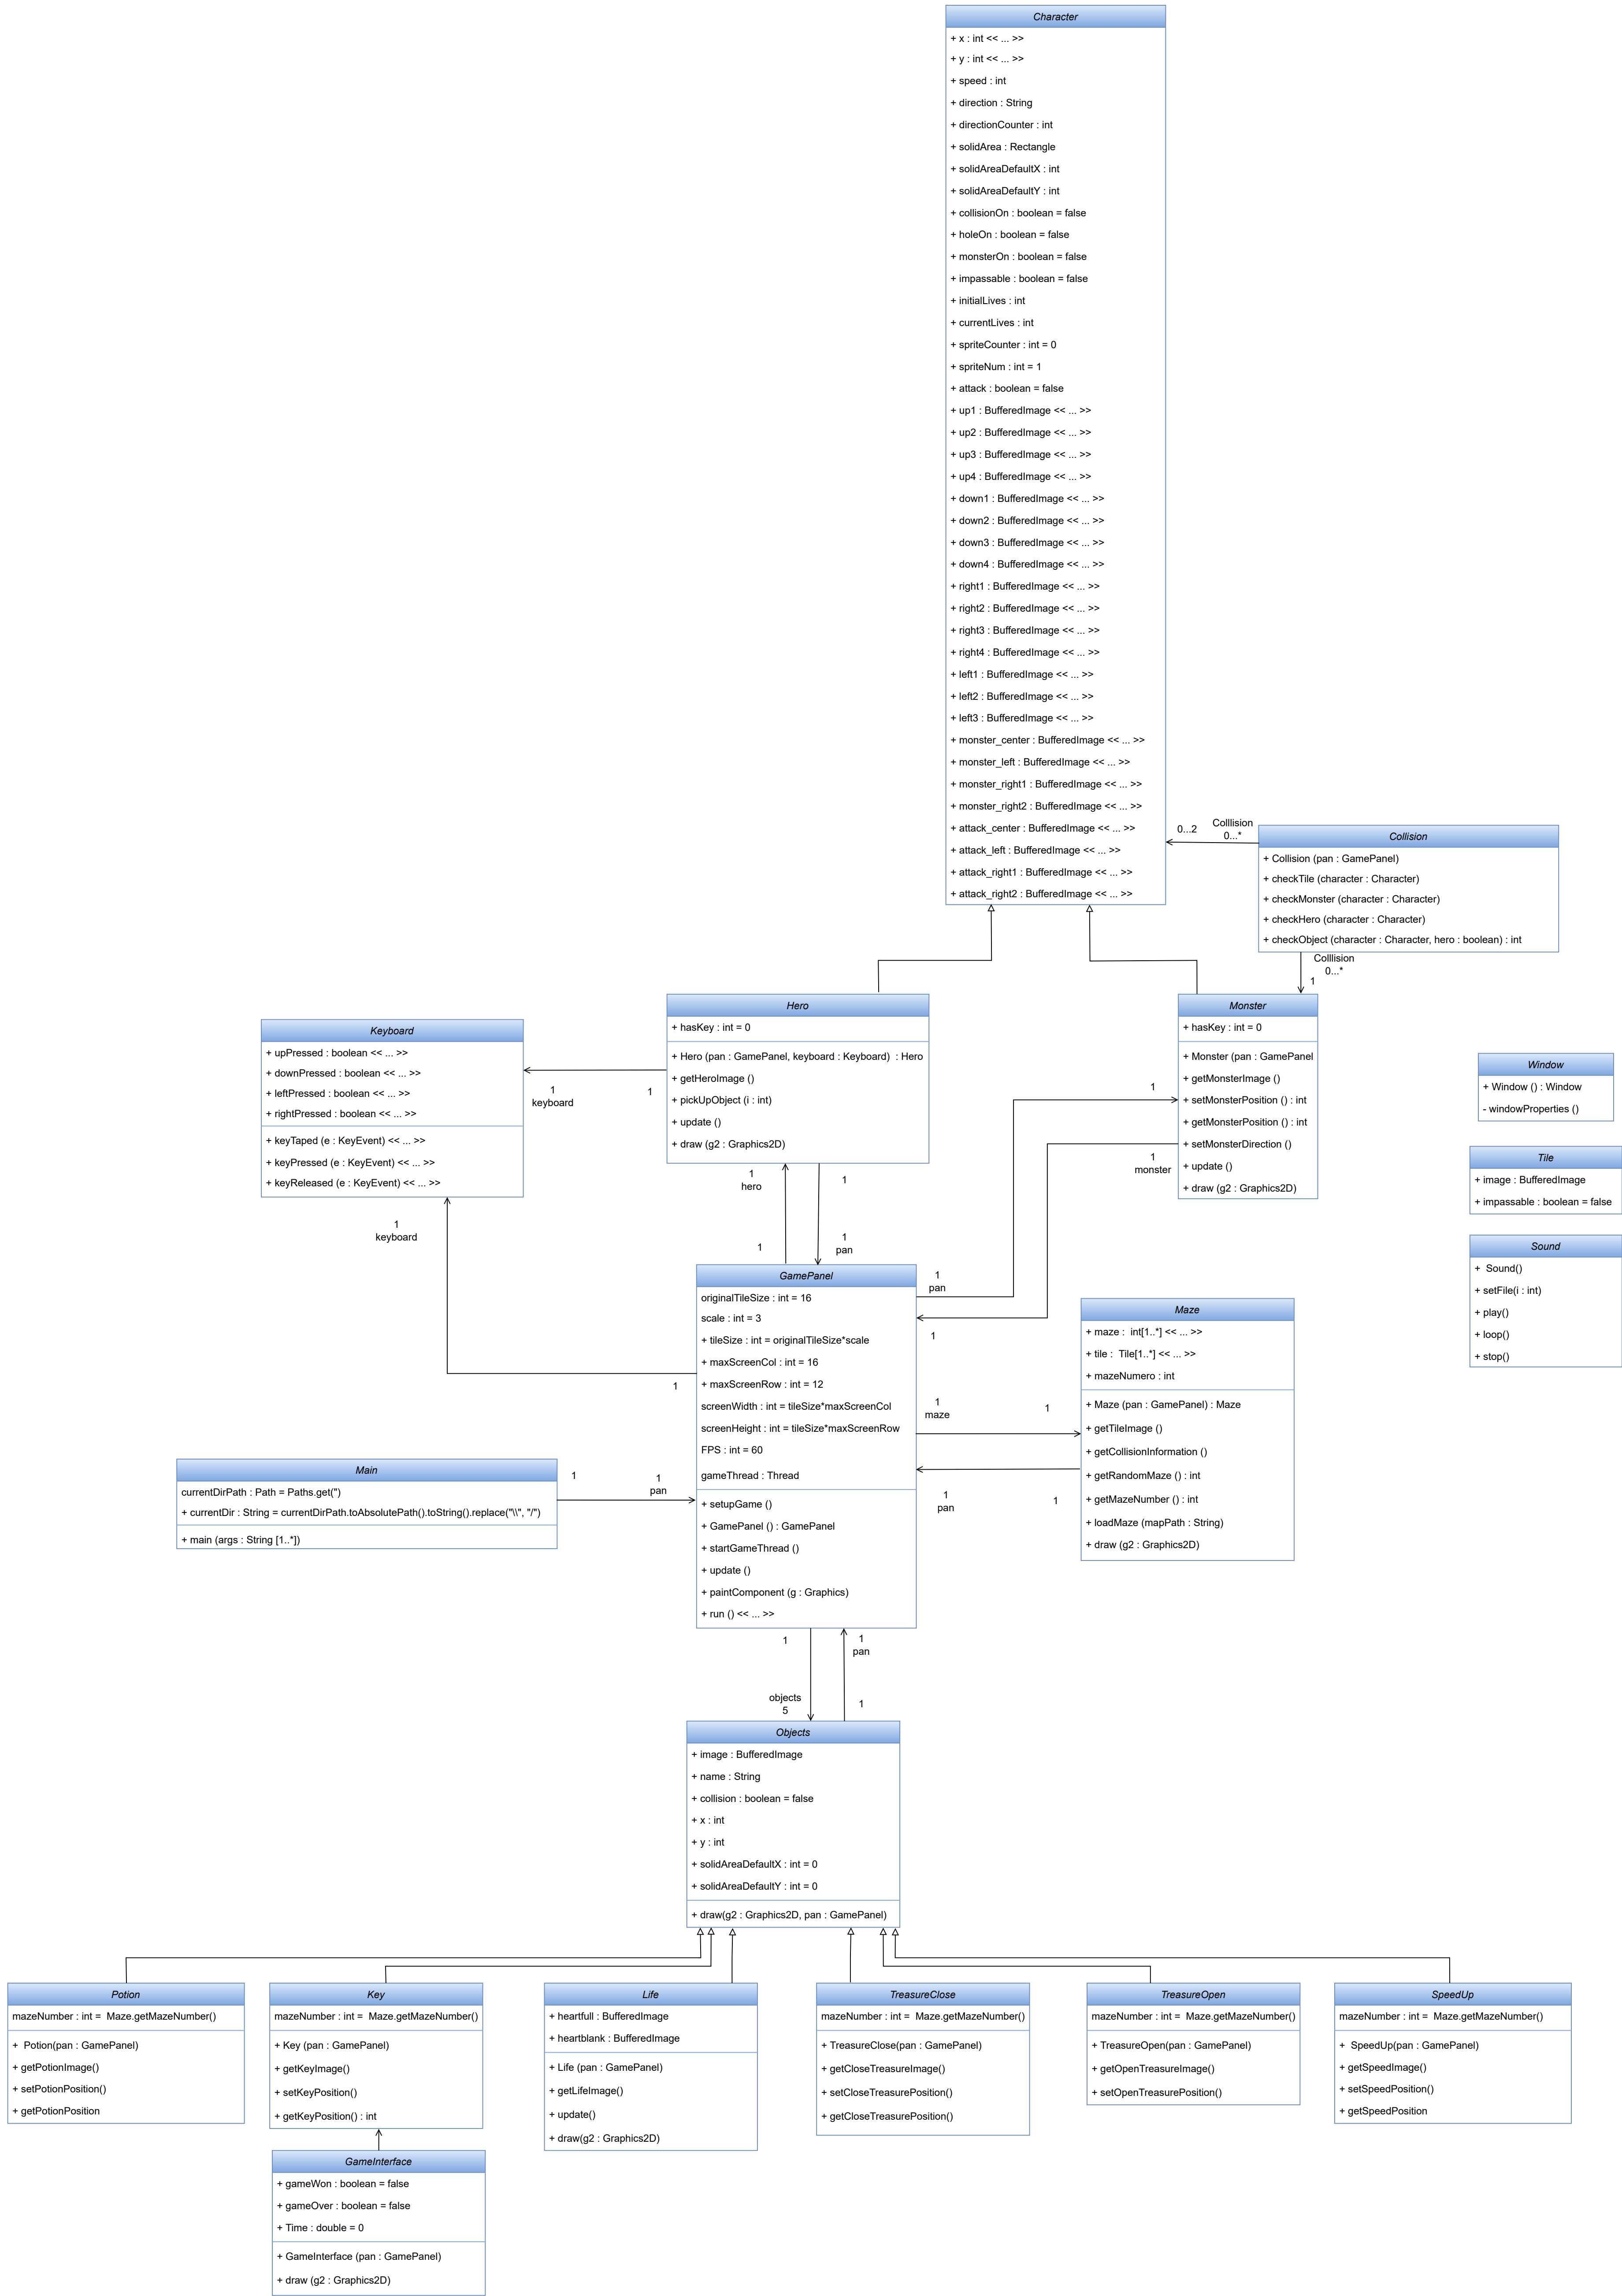 Character
+ x : int << ... >>
+ y : int << ... >>
+ speed : int
+ direction : String
+ directionCounter : int
+ solidArea : Rectangle
+ solidAreaDefaultX : int
+ solidAreaDefaultY : int
+ collisionOn : boolean = false
+ holeOn : boolean = false
+ monsterOn : boolean = false
+ impassable : boolean = false
+ initialLives : int
+ currentLives : int
+ spriteCounter : int = 0
+ spriteNum : int = 1
+ attack : boolean = false
+ up1 : BufferedImage << ... >>
+ up2 : BufferedImage << ... >>
+ up3 : BufferedImage << ... >>
+ up4 : BufferedImage << ... >>
+ down1 : BufferedImage << ... >>
+ down2 : BufferedImage << ... >>
+ down3 : BufferedImage << ... >>
+ down4 : BufferedImage << ... >>
+ right1 : BufferedImage << ... >>
+ right2 : BufferedImage << ... >>
+ right3 : BufferedImage << ... >>
+ right4 : BufferedImage << ... >>
+ left1 : BufferedImage << ... >>
+ left2 : BufferedImage << ... >>
+ left3 : BufferedImage << ... >>
+ monster_center : BufferedImage << ... >>
+ monster_left : BufferedImage << ... >>
+ monster_right1 : BufferedImage << ... >>
+ monster_right2 : BufferedImage << ... >>
+ attack_center : BufferedImage << ... >>
+ attack_left : BufferedImage << ... >>
+ attack_right1 : BufferedImage << ... >>
+ attack_right2 : BufferedImage << ... >>
0...2
Colllision
0...*
Collision
+ Collision (pan : GamePanel)
+ checkTile (character : Character)
+ checkMonster (character : Character)
+ checkHero (character : Character)
+ checkObject (character : Character, hero : boolean) : int
Colllision
0...*
1
Keyboard
+ upPressed : boolean << ... >>
+ downPressed : boolean << ... >>
+ leftPressed : boolean << ... >>
+ rightPressed : boolean << ... >>
+ keyTaped (e : KeyEvent) << ... >>
+ keyPressed (e : KeyEvent) << ... >>
+ keyReleased (e : KeyEvent) << ... >>
1
keyboard
1
Hero
+ hasKey : int = 0
+ Hero (pan : GamePanel, keyboard : Keyboard)  : Hero
+ getHeroImage ()
+ pickUpObject (i : int)
+ update ()
+ draw (g2 : Graphics2D)
Monster
+ hasKey : int = 0
+ Monster (pan : GamePanel
+ getMonsterImage ()
+ setMonsterPosition () : int
+ getMonsterPosition () : int
+ setMonsterDirection ()
+ update ()
+ draw (g2 : Graphics2D)
1
1
monster
Window
+ Window () : Window
- windowProperties ()
Tile
+ image : BufferedImage
+ impassable : boolean = false
Sound
+  Sound()
+ setFile(i : int)
+ play()
+ loop()
+ stop()
1
hero
1
1
keyboard
1
1
pan
GamePanel
originalTileSize : int = 16
scale : int = 3
+ tileSize : int = originalTileSize*scale
+ maxScreenCol : int = 16
+ maxScreenRow : int = 12
screenWidth : int = tileSize*maxScreenCol
screenHeight : int = tileSize*maxScreenRow
FPS : int = 60
gameThread : Thread
+ setupGame ()
+ GamePanel () : GamePanel
+ startGameThread ()
+ update ()
+ paintComponent (g : Graphics)
+ run () << ... >>
1
pan
1
1
1
maze
1
1
pan
1
Maze
+ maze :  int[1..*] << ... >>
+ tile :  Tile[1..*] << ... >>
+ mazeNumero : int
+ Maze (pan : GamePanel) : Maze
+ getTileImage ()
+ getCollisionInformation ()
+ getRandomMaze () : int
+ getMazeNumber () : int
+ loadMaze (mapPath : String)
+ draw (g2 : Graphics2D)
Main
currentDirPath : Path = Paths.get('')
+ currentDir : String = currentDirPath.toAbsolutePath().toString().replace("\\", "/")
+ main (args : String [1..*])
1
1
pan
1
1
pan
objects
5
1
Objects
+ image : BufferedImage
+ name : String
+ collision : boolean = false
+ x : int
+ y : int
+ solidAreaDefaultX : int = 0
+ solidAreaDefaultY : int = 0
+ draw(g2 : Graphics2D, pan : GamePanel)
Potion
mazeNumber : int =  Maze.getMazeNumber()
+  Potion(pan : GamePanel)
+ getPotionImage()
+ setPotionPosition()
+ getPotionPosition
Key
mazeNumber : int =  Maze.getMazeNumber()
+ Key (pan : GamePanel)
+ getKeyImage()
+ setKeyPosition()
+ getKeyPosition() : int
Life
+ heartfull : BufferedImage
+ heartblank : BufferedImage
+ Life (pan : GamePanel)
+ getLifeImage()
+ update()
+ draw(g2 : Graphics2D)
TreasureClose
mazeNumber : int =  Maze.getMazeNumber()
+ TreasureClose(pan : GamePanel)
+ getCloseTreasureImage()
+ setCloseTreasurePosition()
+ getCloseTreasurePosition()
TreasureOpen
mazeNumber : int =  Maze.getMazeNumber()
+ TreasureOpen(pan : GamePanel)
+ getOpenTreasureImage()
+ setOpenTreasurePosition()
SpeedUp
mazeNumber : int =  Maze.getMazeNumber()
+  SpeedUp(pan : GamePanel)
+ getSpeedImage()
+ setSpeedPosition()
+ getSpeedPosition
GameInterface
+ gameWon : boolean = false
+ gameOver : boolean = false
+ Time : double = 0
+ GameInterface (pan : GamePanel)
+ draw (g2 : Graphics2D)